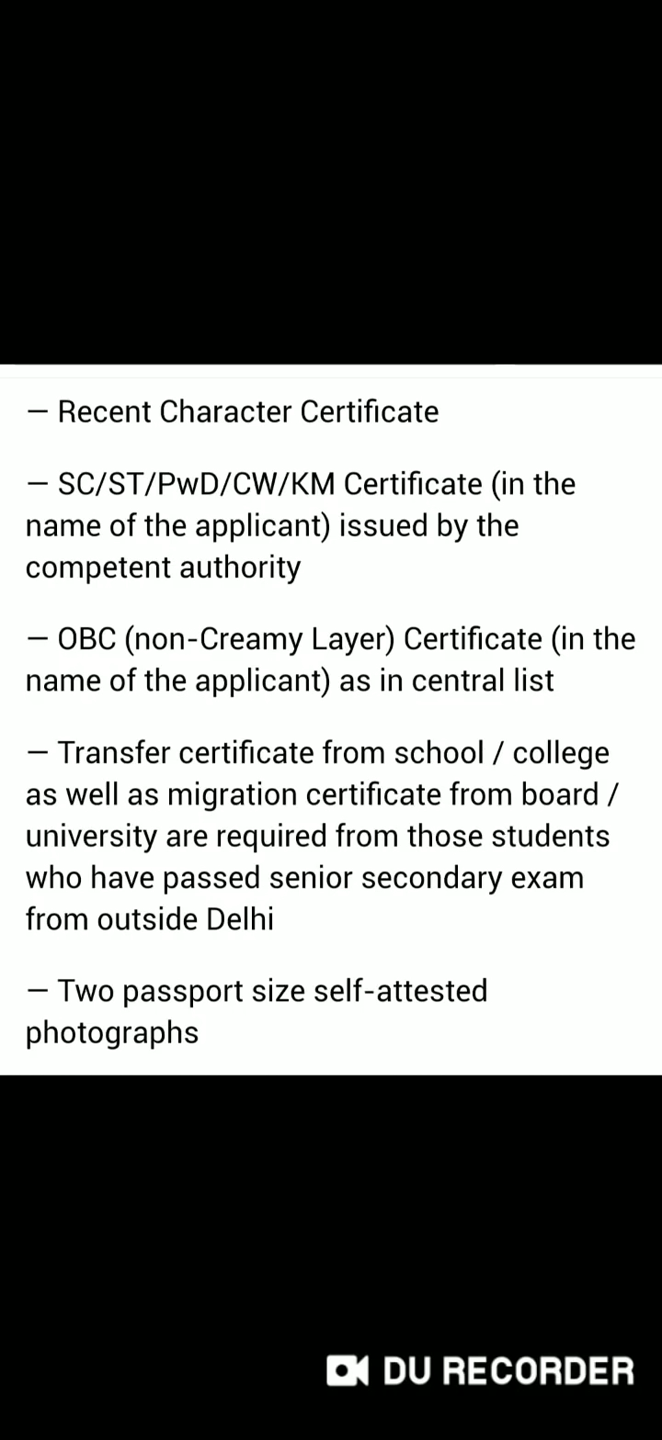 – Recent Character Certificate
– SC/ST/PwD/CW/KM Certificate (in the
name of the applicant) issued by the
competent authority
– OBC (non-Creamy Layer) Certificate (in the
name of the applicant) as in central list
– Transfer certificate from school / college
as well as migration certificate from board /
university are required from those students
who have passed senior secondary exam
from outside Delhi
– Two passport size self-attested
photographs
DU RECORDER